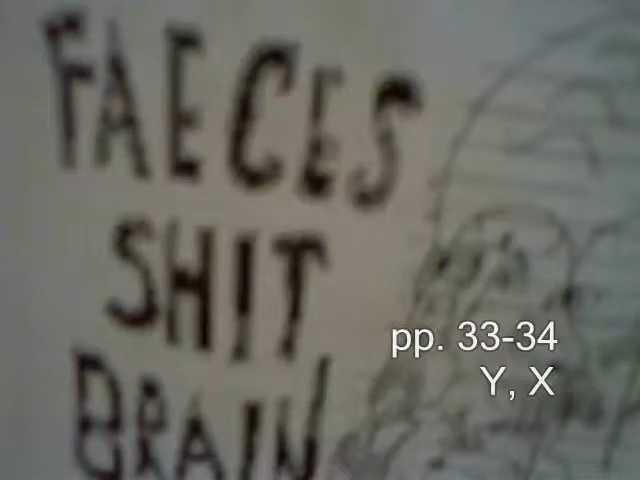 FAECES
SHIT
BRAIN
pp. 33-34
Y, X